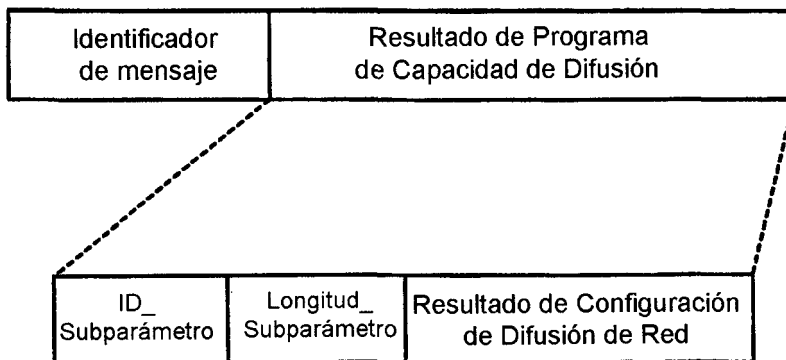 Identificador
de mensaje
Resultado de Programa
de Capacidad de Difusión
ID_
Subparámetro
Longitud_
Subparámetro
Resultado de Configuración
de Difusión de Red